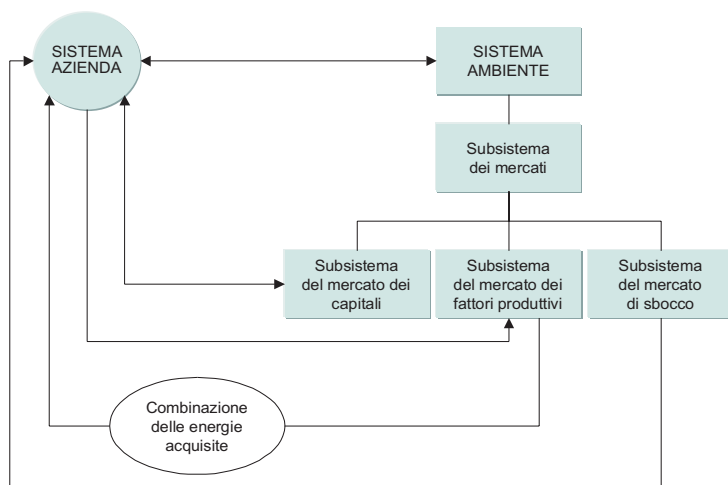 SISTEMA
AZIENDA
SISTEMA
AMBIENTE
Subsistema
dei mercati
Subsistema
del mercato dei
capitali
Subsistema
del mercato dei
fattori produttivi
Subsistema
del mercato
di sbocco
Combinazione
delle energie
acquisite